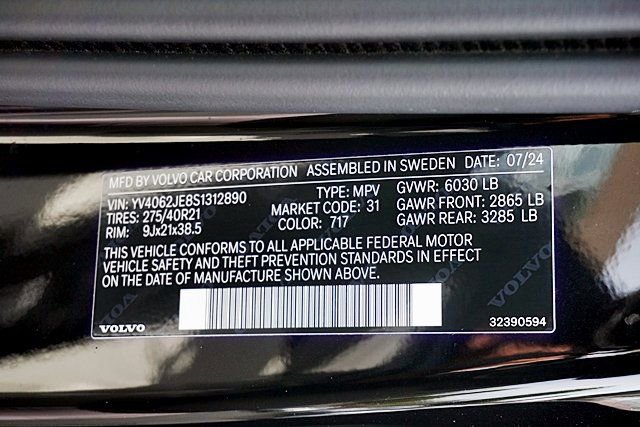 MFD BY VOLVO CAR CORPORATION ASSEMBLED IN SWEDEN DATE: 07/24
VIN: YV4062JE8S1312890 TYPE: MPV GVWR: 6030 LB
TIRES: 275/40R21 MARKET CODE: 31 GAWR FRONT: 2865 LB
RIM: 9Jx21x38.5 COLOR: 717 GAWR REAR: 3285 LB
THIS VEHICLE CONFORMS TO ALL APPLICABLE FEDERAL MOTOR
VEHICLE SAFETY AND THEFT PREVENTION STANDARDS IN EFFECT
ON THE DATE OF MANUFACTURE SHOWN ABOVE.
VOLVO 32390594
VOLVO